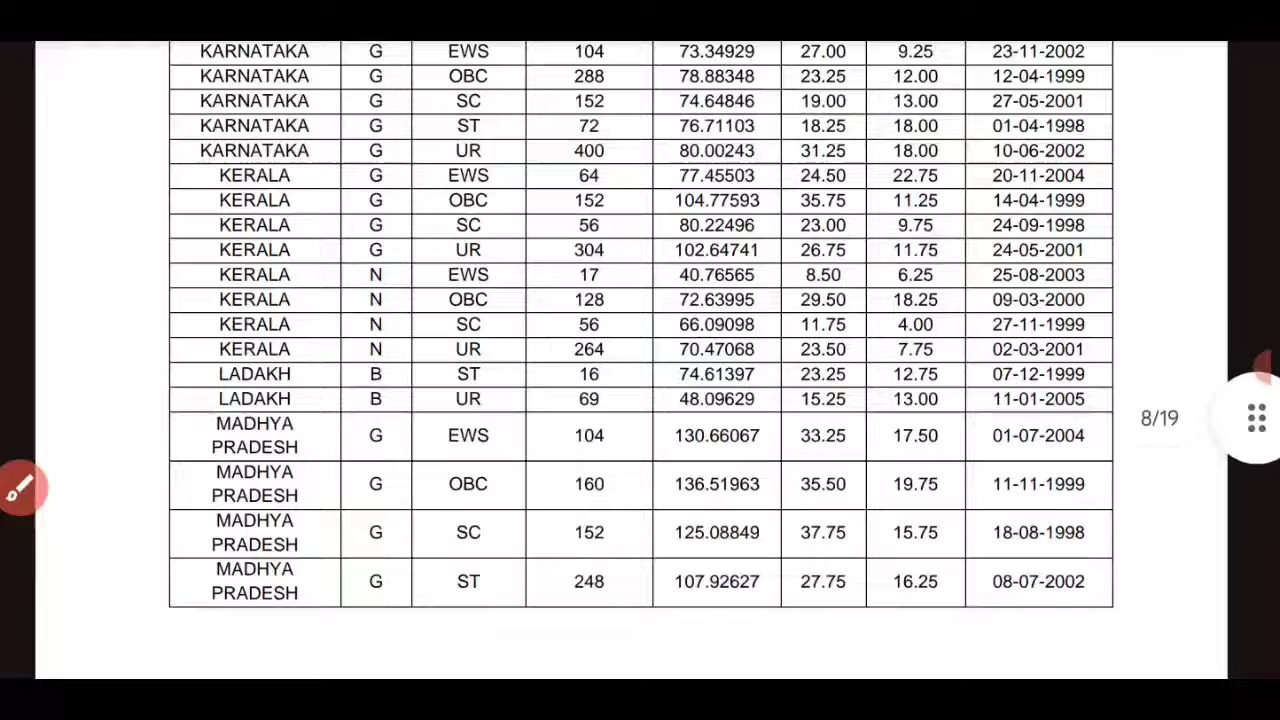 KARNATAKA G EWS 104 73.34929 27.00 9.25 23-11-2002
KARNATAKA G OBC 288 78.88348 23.25 12.00 12-04-1999
KARNATAKA G SC 152 74.64846 19.00 13.00 27-05-2001
KARNATAKA G ST 72 76.71103 18.25 18.00 01-04-1998
KARNATAKA G UR 400 80.00243 31.25 18.00 10-06-2002
KERALA G EWS 64 77.45503 24.50 22.75 20-11-2004
KERALA G OBC 152 104.77593 35.75 11.25 14-04-1999
KERALA G SC 56 80.22496 23.00 9.75 24-09-1998
KERALA G UR 304 102.64741 26.75 11.75 24-05-2001
KERALA N EWS 17 40.76565 8.50 6.25 25-08-2003
KERALA N OBC 128 72.63995 29.50 18.25 09-03-2000
KERALA N SC 56 66.09098 11.75 4.00 27-11-1999
KERALA N UR 264 70.47068 23.50 7.75 02-03-2001
LADAKH B ST 16 74.61397 23.25 12.75 07-12-1999
LADAKH B UR 69 48.09629 15.25 13.00 11-01-2005
8/19
MADHYA
PRADESH G EWS 104 130.66067 33.25 17.50 01-07-2004
MADHYA
PRADESH G OBC 160 136.51963 35.50 19.75 11-11-1999
MADHYA
PRADESH G SC 152 125.08849 37.75 15.75 18-08-1998
MADHYA
PRADESH G ST 248 107.92627 27.75 16.25 08-07-2002